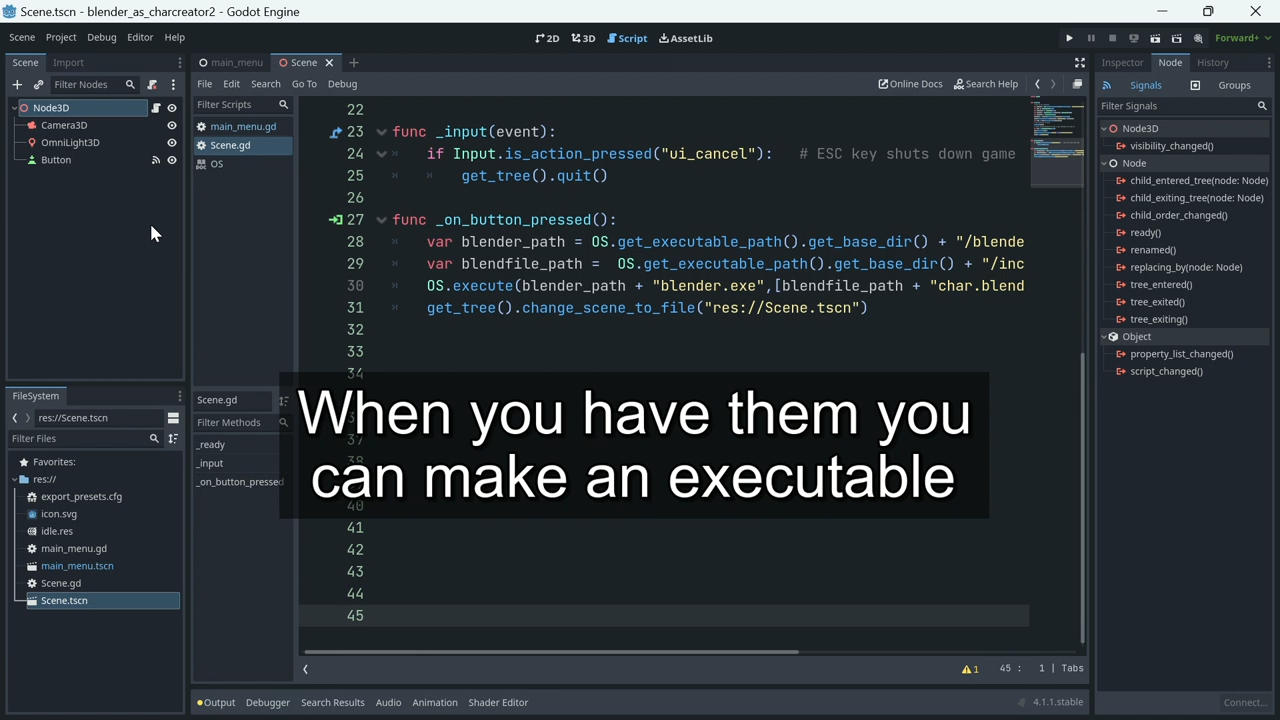 Scene.tscn - blender_as_charcreator2 - Godot Engine
Scene Project Debug Editor Help
2D 3D Script AssetLib
Forward+
Scene Import
Filter Nodes
Node3D
Camera3D
OmniLight3D
Button
FileSystem
res://Scene.tscn
Filter Files
Favorites:
res://
export_presets.cfg
icon.svg
idle.res
main_menu.gd
main_menu.tscn
Scene.gd
Scene.tscn
main_menu Scene
File Edit Search Go To Debug
Online Docs Search Help
Filter Scripts
main_menu.gd
Scene.gd
OS
Scene.gd
Filter Methods
_ready
_input
_on_button_pressed
22
23 func _input(event):
24 if Input.is_action_pressed("ui_cancel"): # ESC key shuts down game
25 get_tree().quit()
26
27 func _on_button_pressed():
28 var blender_path = OS.get_executable_path().get_base_dir() + "/blende
29 var blendfile_path = OS.get_executable_path().get_base_dir() + "/inc
30 OS.execute(blender_path + "blender.exe",[blendfile_path + "char.blend
31 get_tree().change_scene_to_file("res://Scene.tscn")
32
33
34
37
38
40
41
42
43
44
45
When you have them you
can make an executable
1 45 : 1 | Tabs
Output Debugger Search Results Audio Animation Shader Editor
4.1.1.stable
Inspector Node History
Signals Groups
Filter Signals
Node3D
visibility_changed()
Node
child_entered_tree(node: Node)
child_exiting_tree(node: Node)
child_order_changed()
ready()
renamed()
replacing_by(node: Node)
tree_entered()
tree_exited()
tree_exiting()
Object
property_list_changed()
script_changed()
Connect...